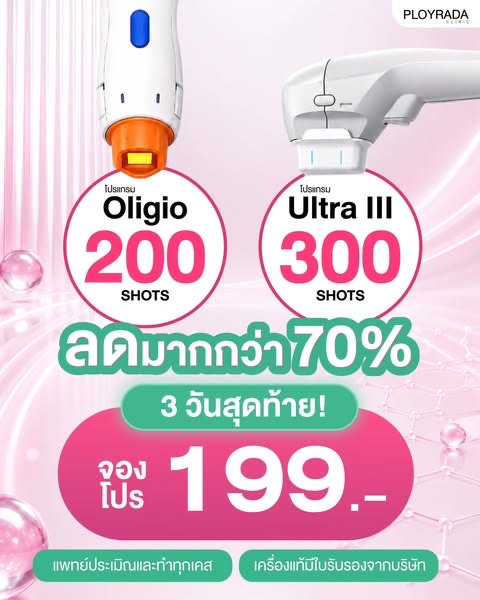 PLOYRADA
CLINIC
โปรแกรม
Oligio
200
SHOTS
โปรแกรม
Ultra III
300
SHOTS
ลดมากกว่า 70%
3 วันสุดท้าย!
จอง
โปร
199.-
แพทย์ประเมิณและทำทุกเคส
เครื่องแท้มีใบรับรองจากบริษัท